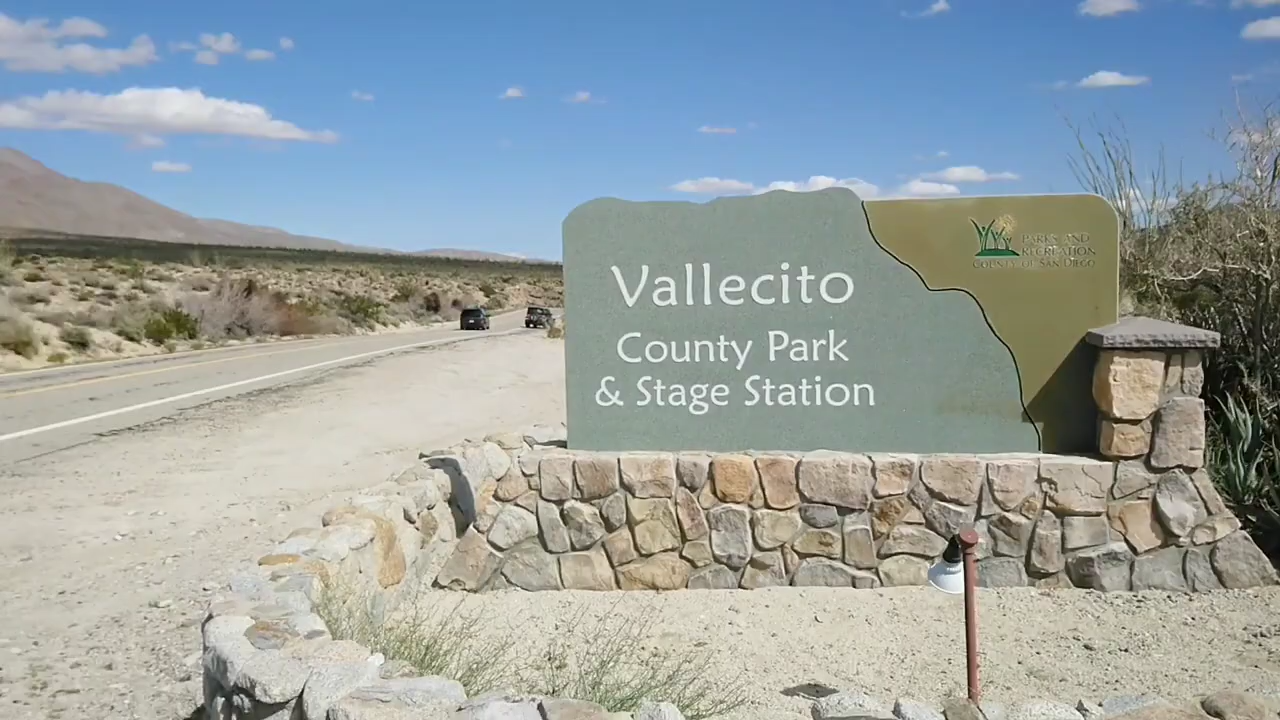 Vallecito
County Park
& Stage Station
PARKS AND
RECREATION
COUNTY OF SAN DIEGO